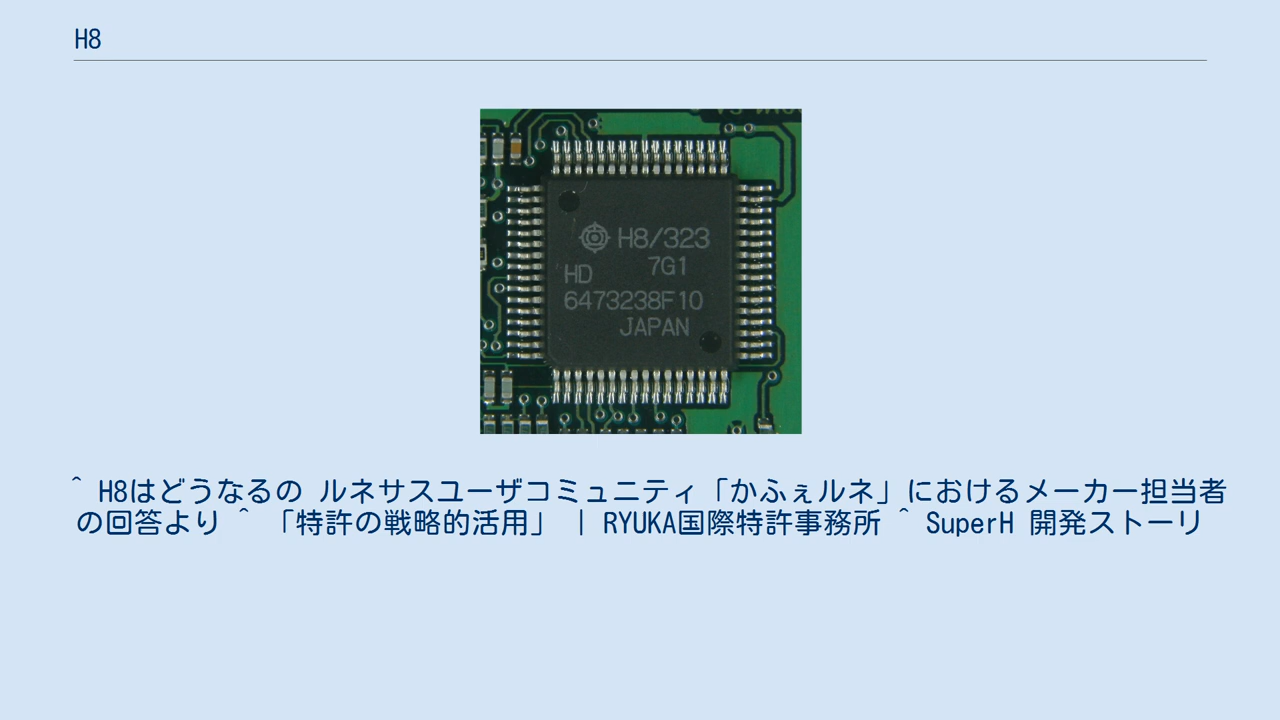 H8
H8/323
7G1
HD
6473238F10
JAPAN
^ H8はどうなるの ルネサスユーザコミュニティ「かふぇルネ」におけるメーカー担当者
の回答より ^ 「特許の戦略的活用」 | RYUKA国際特許事務所 ^ SuperH 開発ストーリ